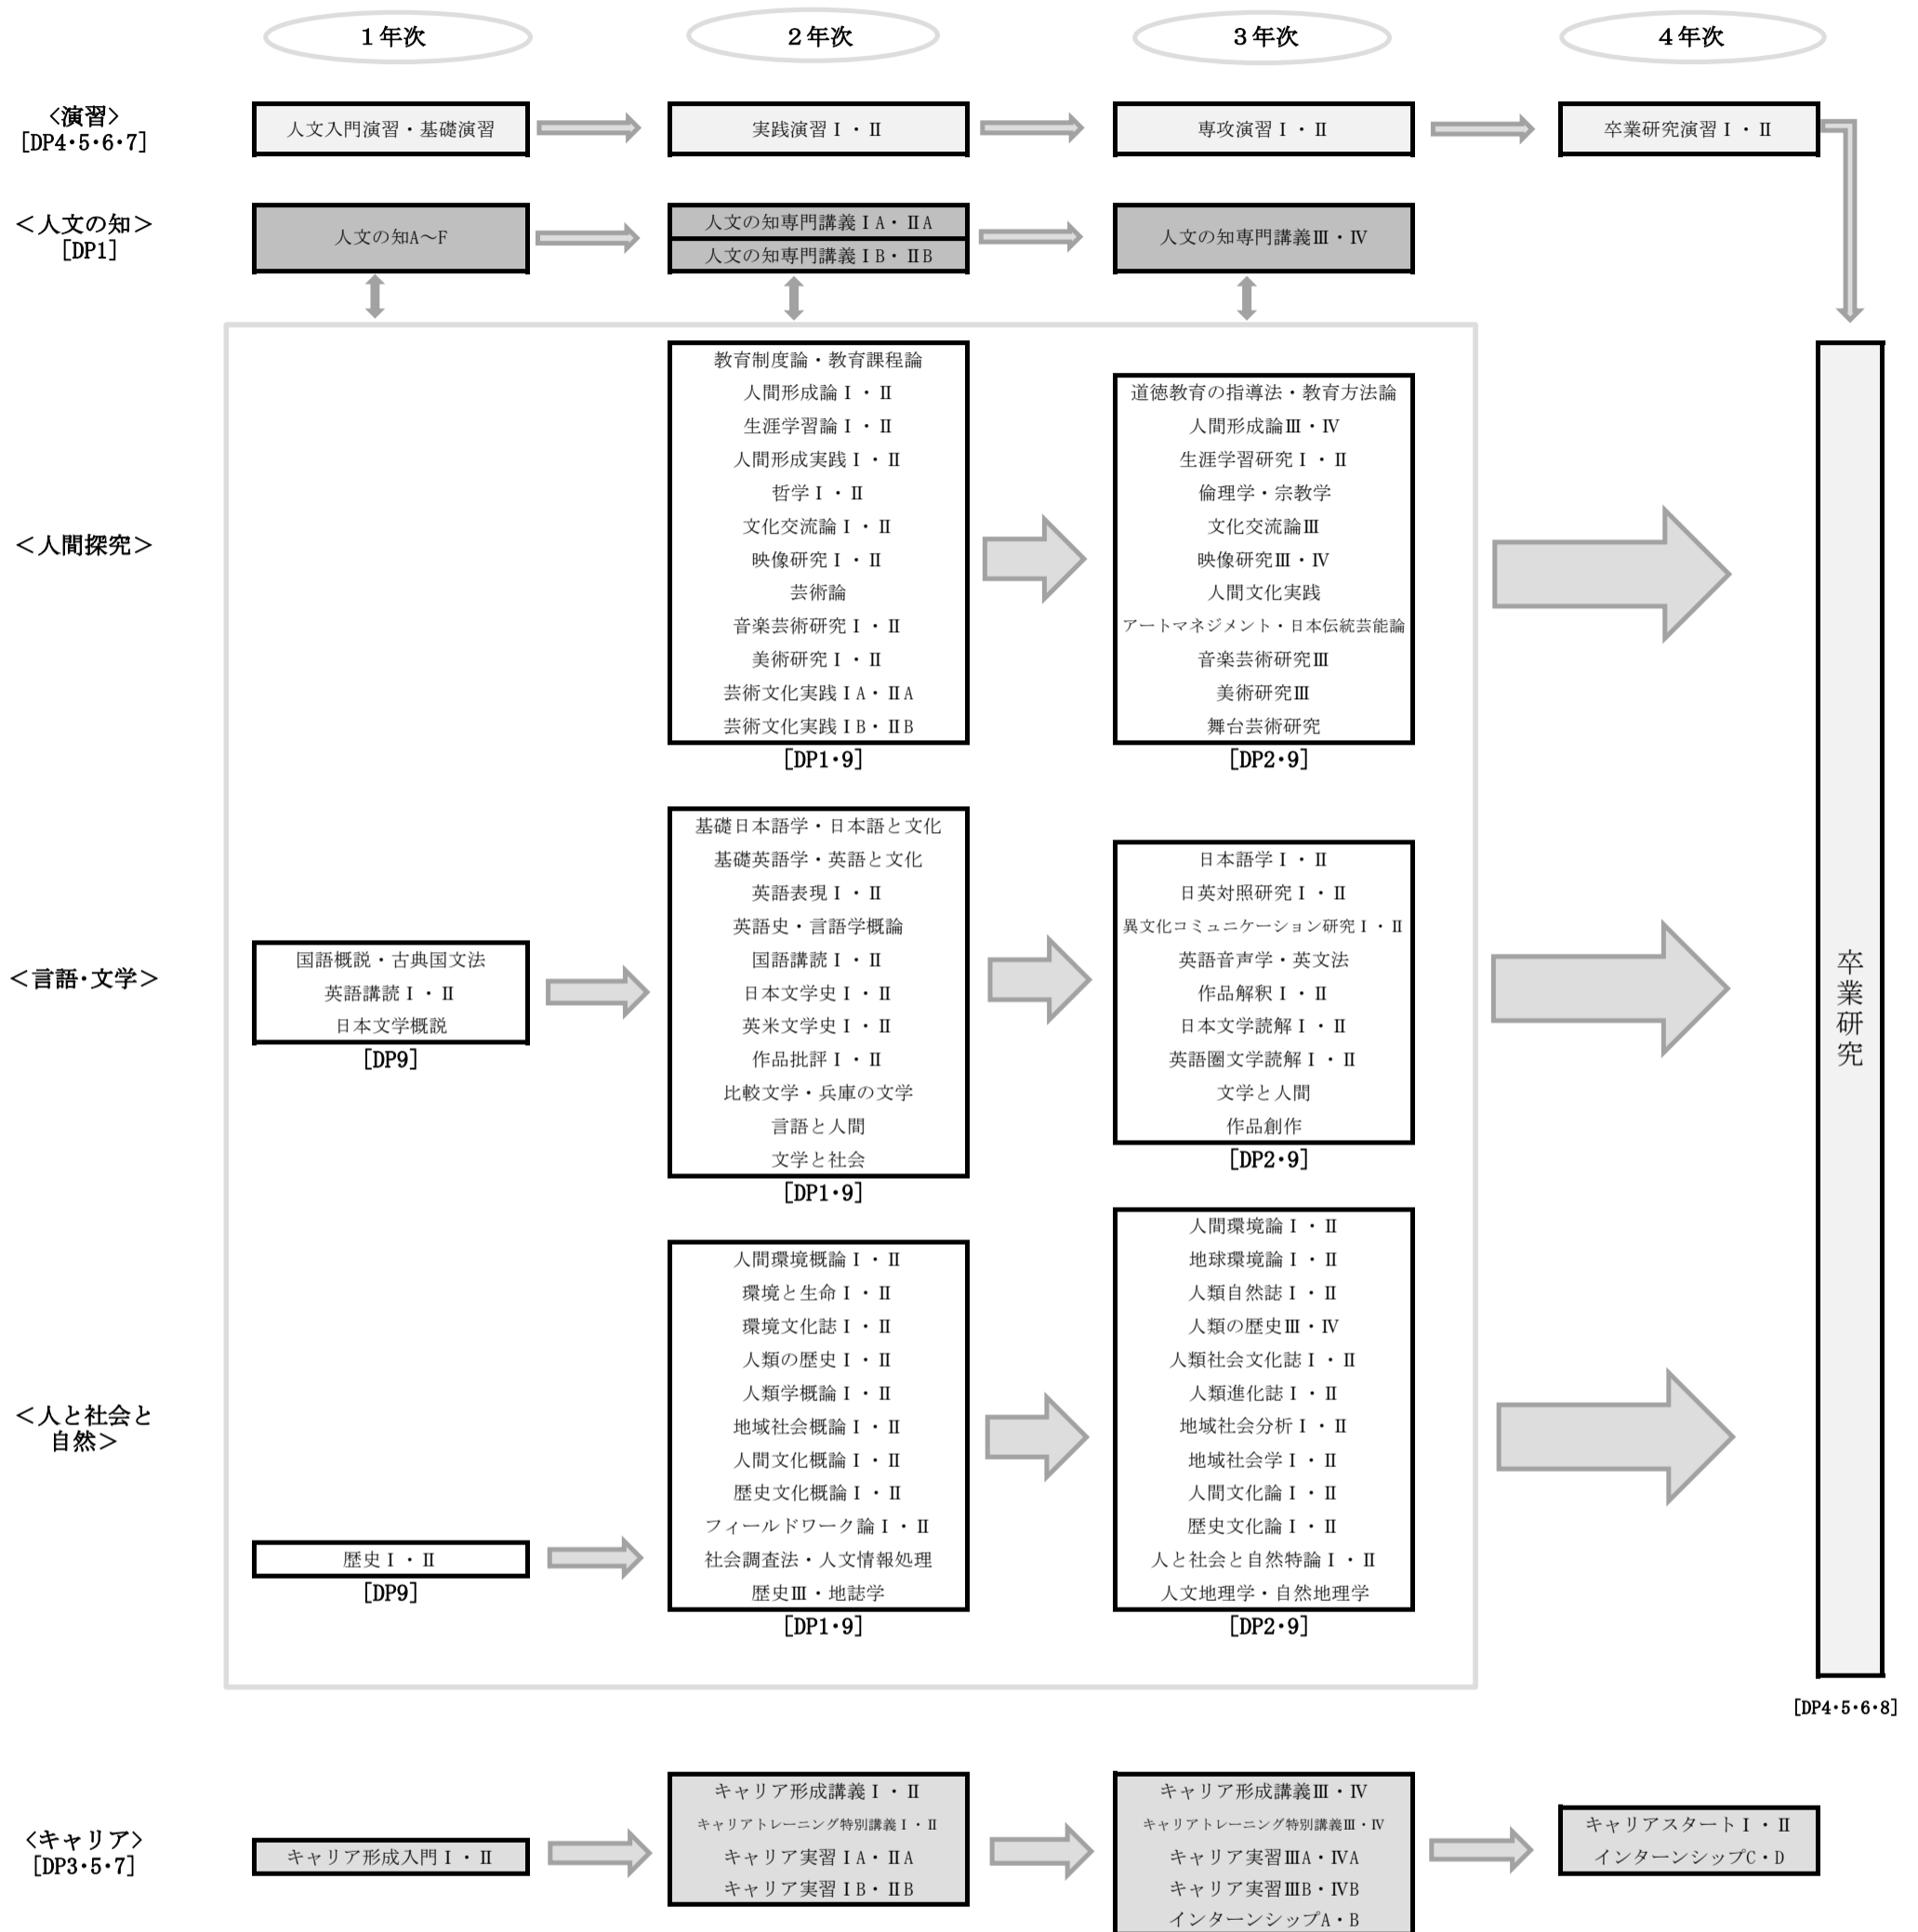 1年次
2年次
3年次
4年次
<演習>
[DP4・5・6・7]
人文入門演習・基礎演習
実践演習Ⅰ・Ⅱ
専攻演習Ⅰ・Ⅱ
卒業研究演習Ⅰ・Ⅱ
<人文の知>
[DP1]
人文の知A～F
人文の知専門講義ⅠA・ⅡA
人文の知専門講義ⅠB・ⅡB
人文の知専門講義Ⅲ・Ⅳ
<人間探究>
教育制度論・教育課程論
人間形成論Ⅰ・Ⅱ
生涯学習論Ⅰ・Ⅱ
人間形成実践Ⅰ・Ⅱ
哲学Ⅰ・Ⅱ
文化交流論Ⅰ・Ⅱ
映像研究Ⅰ・Ⅱ
芸術論
音楽芸術研究Ⅰ・Ⅱ
美術研究Ⅰ・Ⅱ
芸術文化実践ⅠA・ⅡA
芸術文化実践ⅠB・ⅡB
[DP1・9]
道徳教育の指導法・教育方法論
人間形成論Ⅲ・Ⅳ
生涯学習研究Ⅰ・Ⅱ
倫理学・宗教学
文化交流論Ⅲ
映像研究Ⅲ・Ⅳ
人間文化実践
アートマネジメント・日本伝統芸能論
音楽芸術研究Ⅲ
美術研究Ⅲ
舞台芸術研究
[DP2・9]
<言語・文学>
国語概説・古典国文法
英語講読Ⅰ・Ⅱ
日本文学概説
[DP9]
基礎日本語学・日本語と文化
基礎英語学・英語と文化
英語表現Ⅰ・Ⅱ
英語史・言語学概論
国語講読Ⅰ・Ⅱ
日本文学史Ⅰ・Ⅱ
英米文学史Ⅰ・Ⅱ
作品批評Ⅰ・Ⅱ
比較文学・兵庫の文学
言語と人間
文学と社会
[DP1・9]
日本語学Ⅰ・Ⅱ
日英対照研究Ⅰ・Ⅱ
異文化コミュニケーション研究Ⅰ・Ⅱ
英語音声学・英文法
作品解釈Ⅰ・Ⅱ
日本文学読解Ⅰ・Ⅱ
英語圏文学読解Ⅰ・Ⅱ
文学と人間
作品創作
[DP2・9]
<人と社会と
自然>
歴史Ⅰ・Ⅱ
[DP9]
人間環境概論Ⅰ・Ⅱ
環境と生命Ⅰ・Ⅱ
環境文化誌Ⅰ・Ⅱ
人類の歴史Ⅰ・Ⅱ
人類学概論Ⅰ・Ⅱ
地域社会概論Ⅰ・Ⅱ
人間文化概論Ⅰ・Ⅱ
歴史文化概論Ⅰ・Ⅱ
フィールドワーク論Ⅰ・Ⅱ
社会調査法・人文情報処理
歴史Ⅲ・地誌学
[DP1・9]
人間環境論Ⅰ・Ⅱ
地球環境論Ⅰ・Ⅱ
人類自然誌Ⅰ・Ⅱ
人類の歴史Ⅲ・Ⅳ
人類社会文化誌Ⅰ・Ⅱ
人類進化誌Ⅰ・Ⅱ
地域社会分析Ⅰ・Ⅱ
地域社会学Ⅰ・Ⅱ
人間文化論Ⅰ・Ⅱ
歴史文化論Ⅰ・Ⅱ
人と社会と自然特論Ⅰ・Ⅱ
人文地理学・自然地理学
[DP2・9]
卒業研究
[DP4・5・6・8]
<キャリア>
[DP3・5・7]
キャリア形成入門Ⅰ・Ⅱ
キャリア形成講義Ⅰ・Ⅱ
キャリアトレーニング特別講義Ⅰ・Ⅱ
キャリア実習ⅠA・ⅡA
キャリア実習ⅠB・ⅡB
キャリア形成講義Ⅲ・Ⅳ
キャリアトレーニング特別講義Ⅲ・Ⅳ
キャリア実習ⅢA・ⅣA
キャリア実習ⅢB・ⅣB
インターンシップA・B
キャリアスタートⅠ・Ⅱ
インターンシップC・D